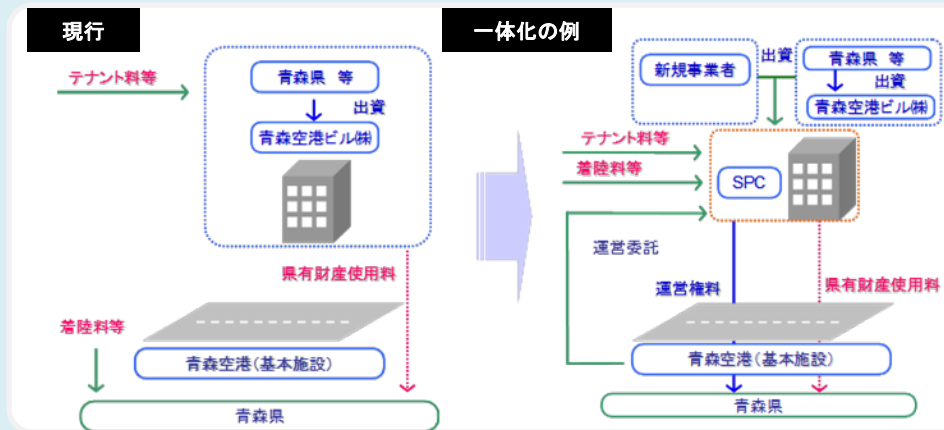 現行
テナント料等
青森県 等
出資
青森空港ビル㈱
県有財産使用料
着陸料等
青森空港(基本施設)
青森県
一体化の例
新規事業者
出資
青森県 等
出資
青森空港ビル㈱
テナント料等
着陸料等
SPC
運営委託
運営権料
県有財産使用料
青森空港(基本施設)
青森県